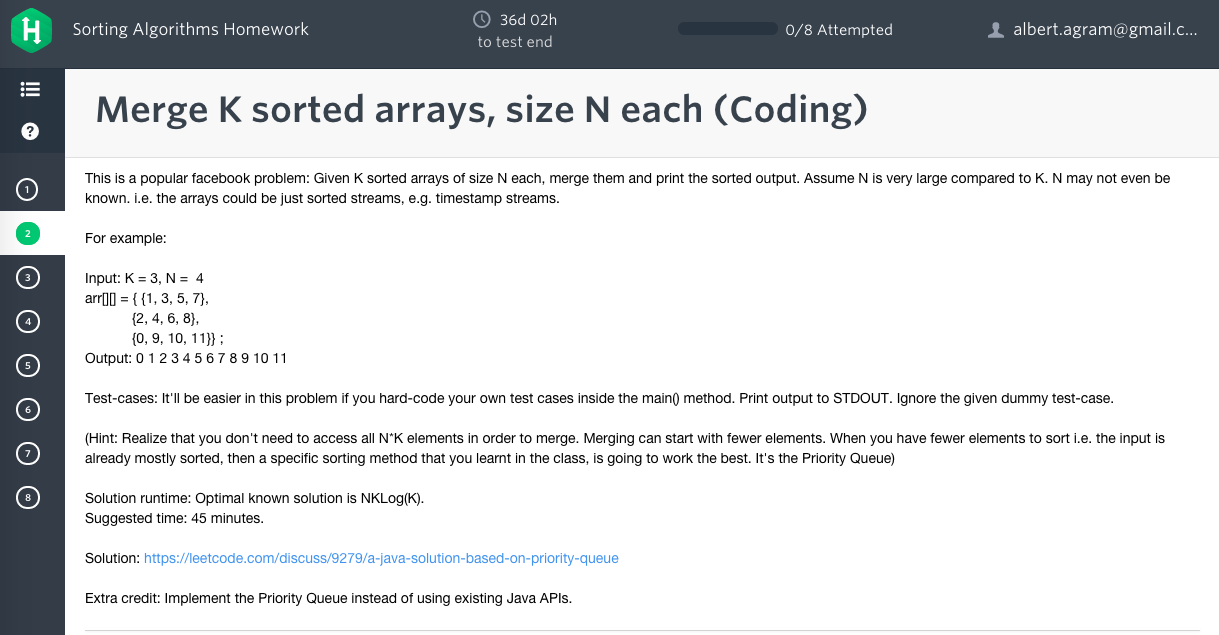 Sorting Algorithms Homework
36d 02h
to test end
0/8 Attempted
albert.agram@gmail.c...
Merge K sorted arrays, size N each (Coding)
This is a popular facebook problem: Given K sorted arrays of size N each, merge them and print the sorted output. Assume N is very large compared to K. N may not even be
known. i.e. the arrays could be just sorted streams, e.g. timestamp streams.
For example:
Input: K = 3, N =  4
arr[][] = { {1, 3, 5, 7},
{2, 4, 6, 8},
{0, 9, 10, 11}} ;
Output: 0 1 2 3 4 5 6 7 8 9 10 11
Test-cases: It'll be easier in this problem if you hard-code your own test cases inside the main() method. Print output to STDOUT. Ignore the given dummy test-case.
(Hint: Realize that you don't need to access all N*K elements in order to merge. Merging can start with fewer elements. When you have fewer elements to sort i.e. the input is
already mostly sorted, then a specific sorting method that you learnt in the class, is going to work the best. It's the Priority Queue)
Solution runtime: Optimal known solution is NKLog(K).
Suggested time: 45 minutes.
Solution: https://leetcode.com/discuss/9279/a-java-solution-based-on-priority-queue
Extra credit: Implement the Priority Queue instead of using existing Java APIs.
H
?
1
2
3
4
5
6
7
8